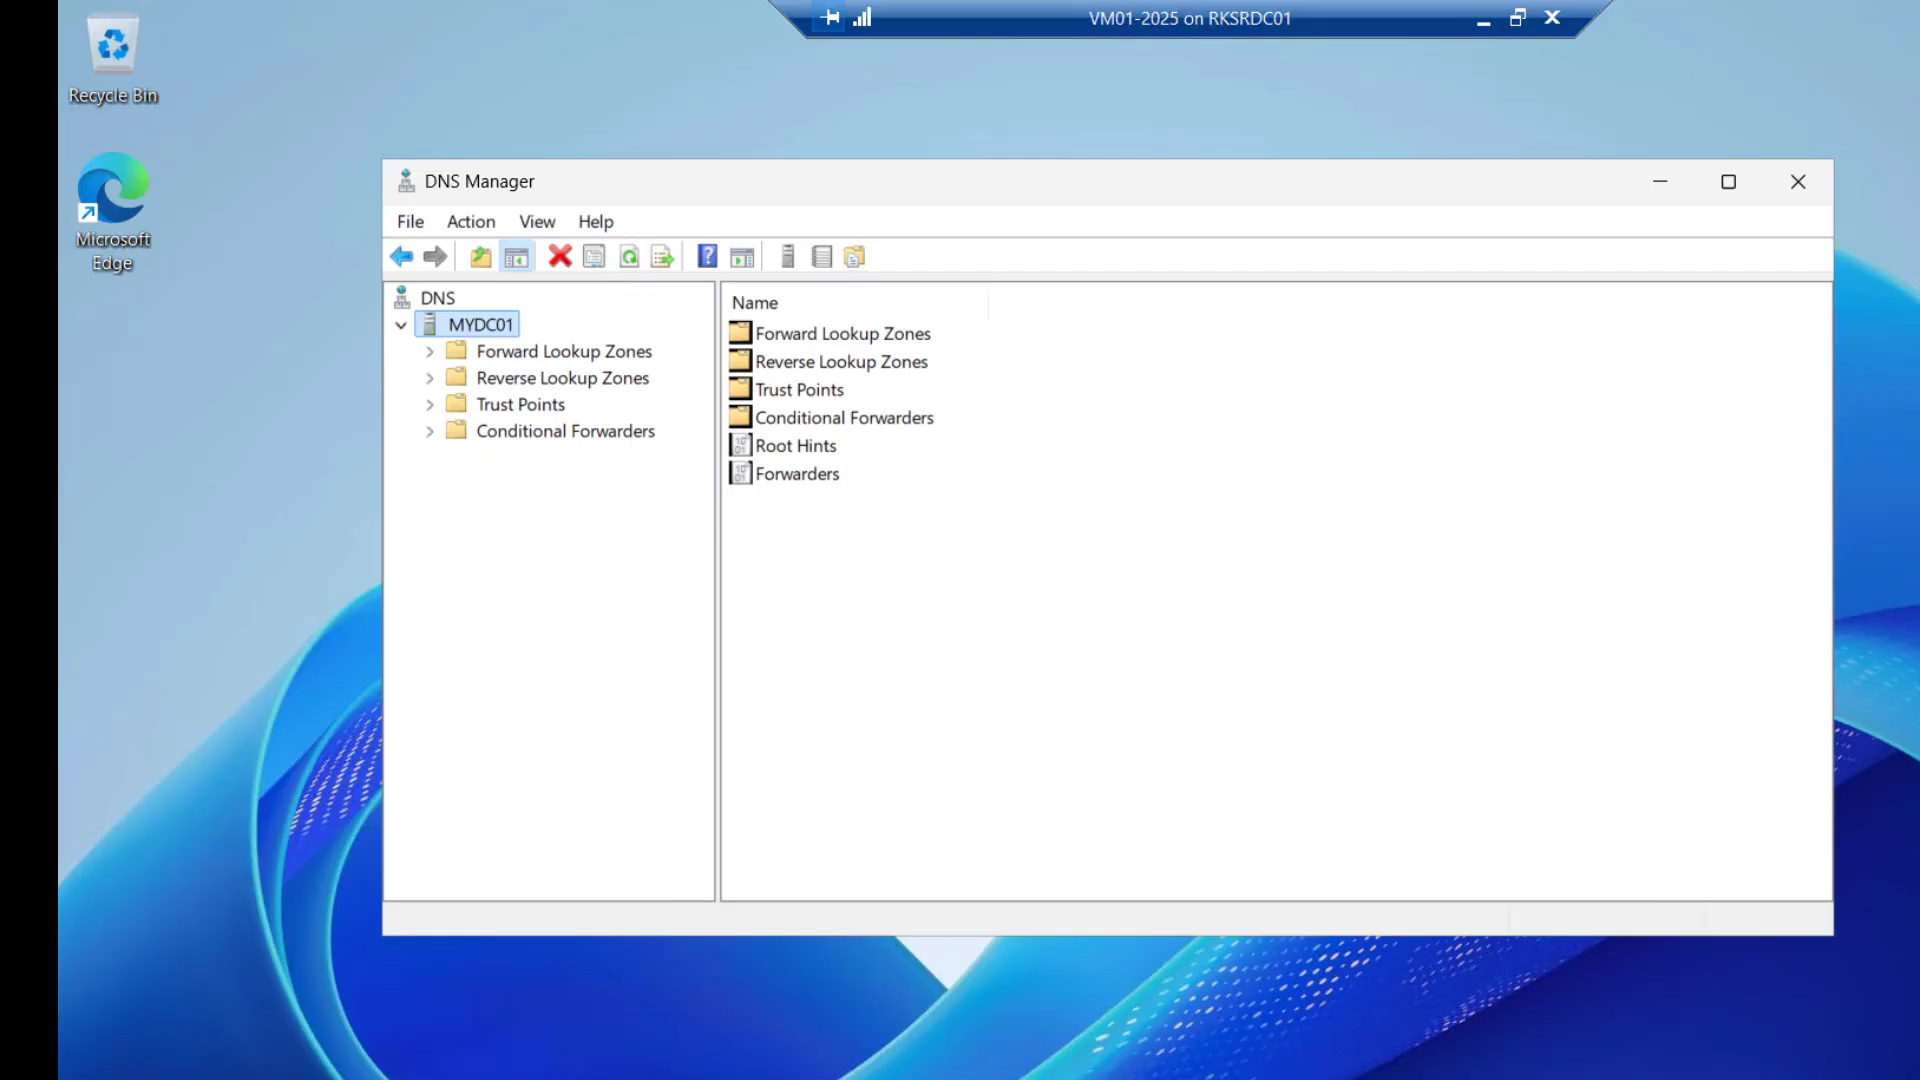 VM01-2025 on RKSRDC01
Recycle Bin
Microsoft
Edge
DNS Manager
File Action View Help
DNS
MYDC01
Forward Lookup Zones
Reverse Lookup Zones
Trust Points
Conditional Forwarders
Name
Forward Lookup Zones
Reverse Lookup Zones
Trust Points
Conditional Forwarders
Root Hints
Forwarders